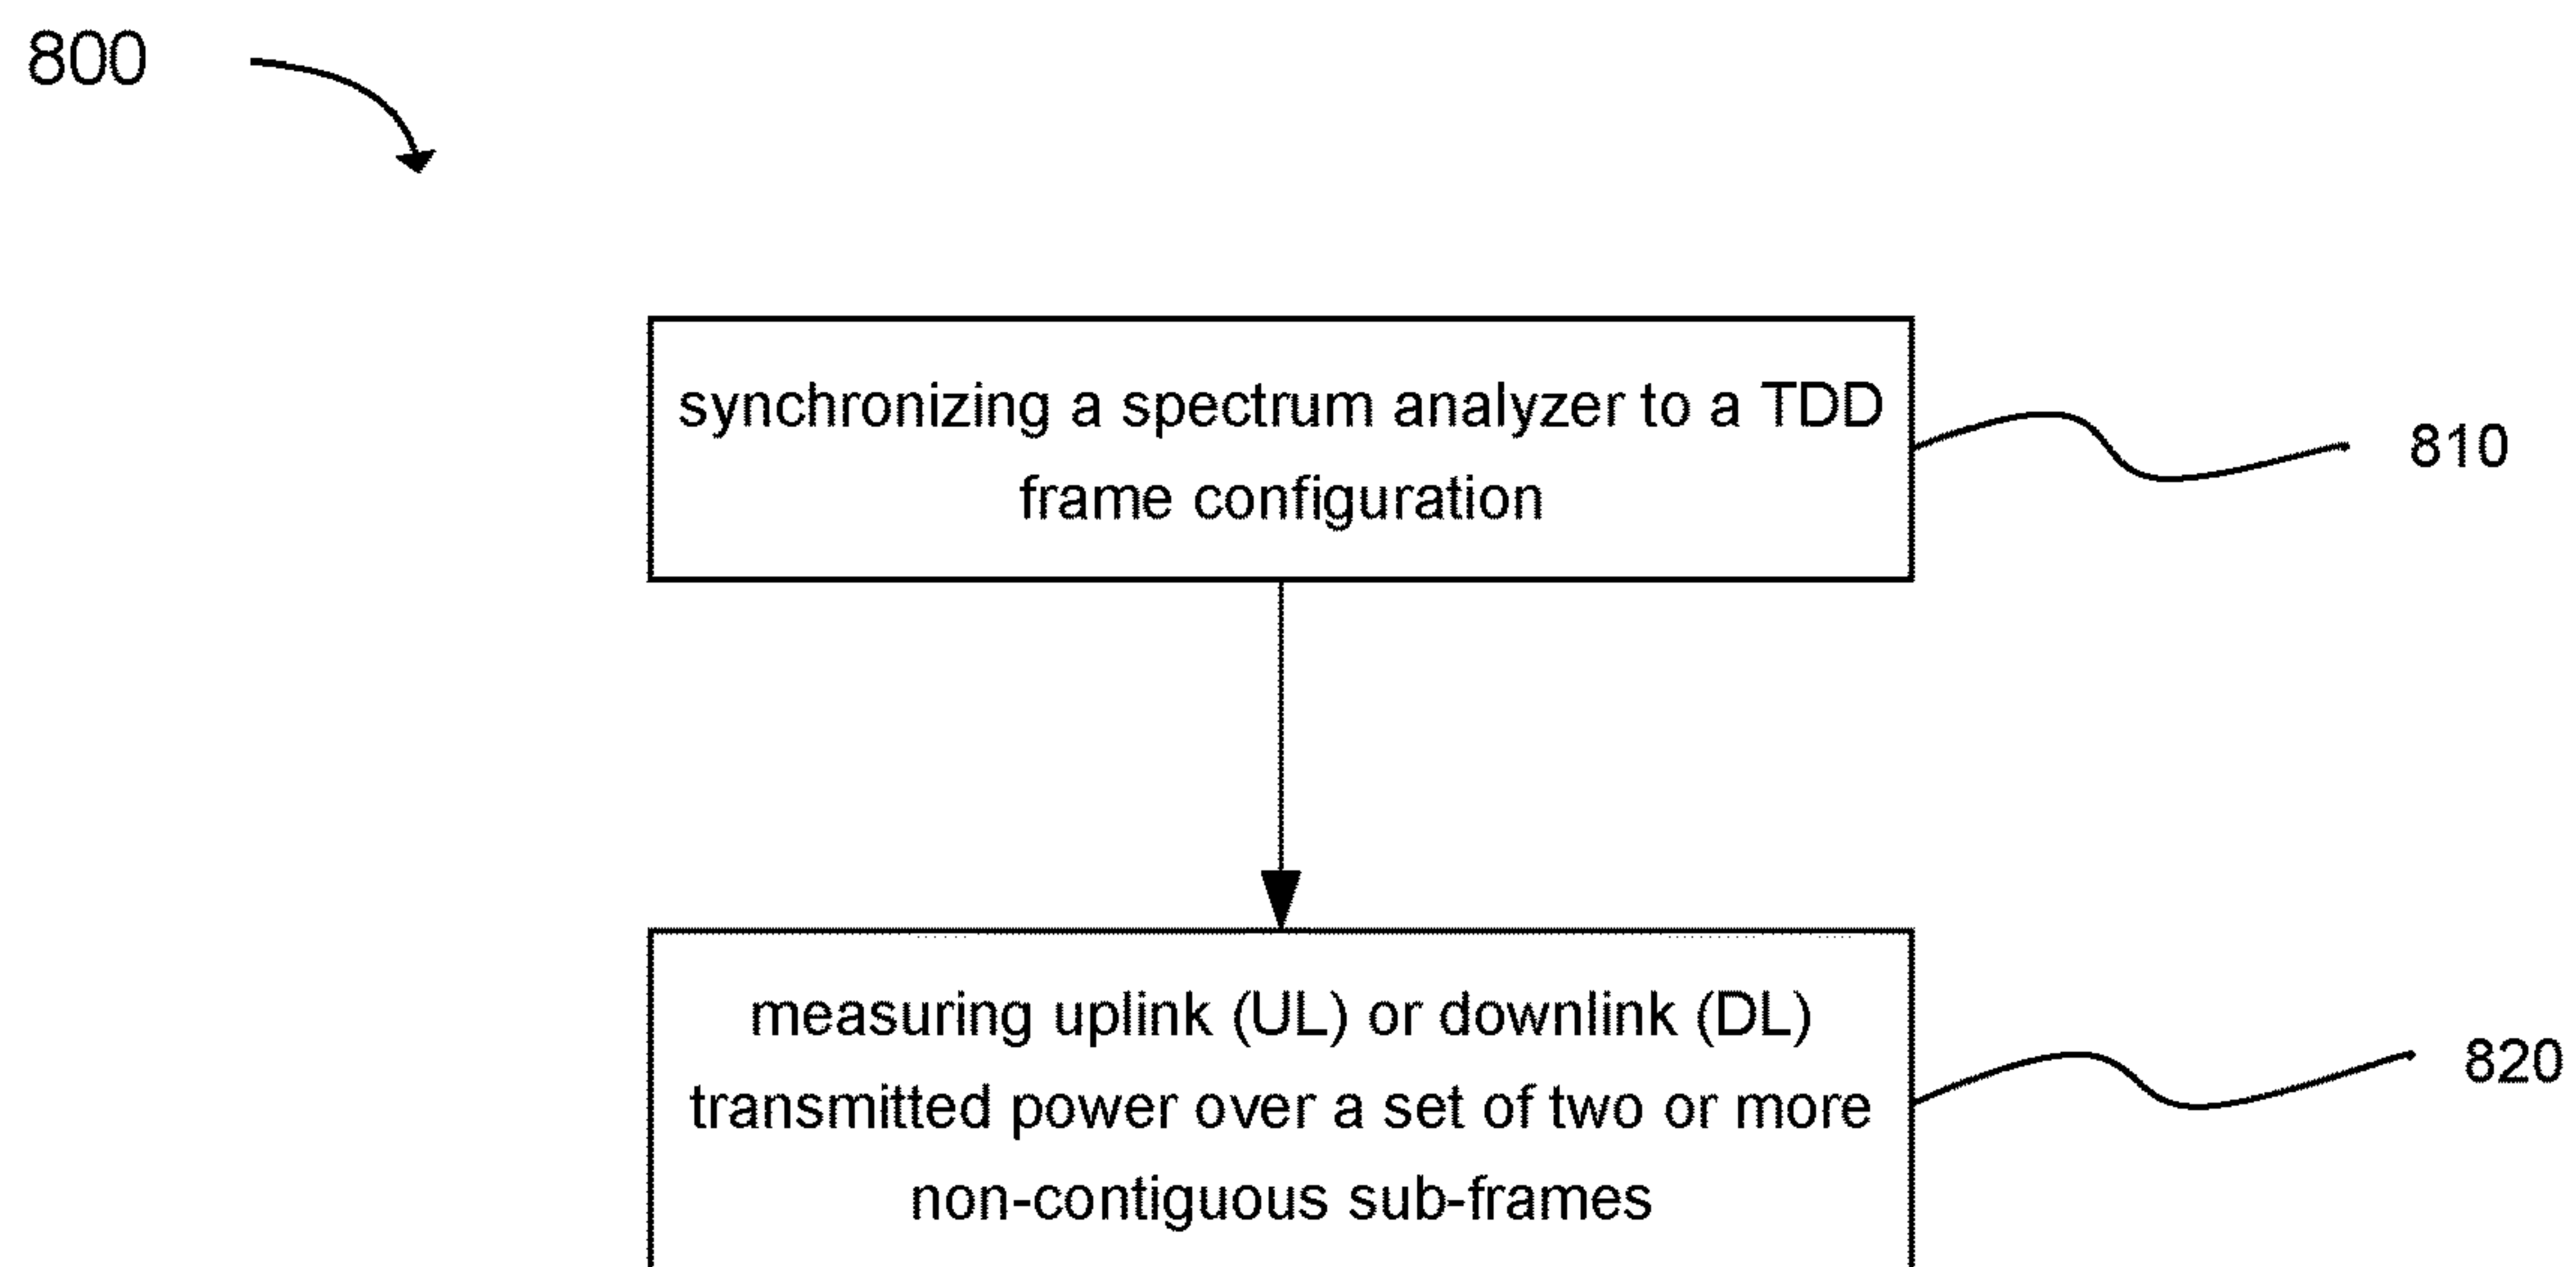 800
synchronizing a spectrum analyzer to a TDD
frame configuration
810
measuring uplink (UL) or downlink (DL)
transmitted power over a set of two or more
non-contiguous sub-frames
820